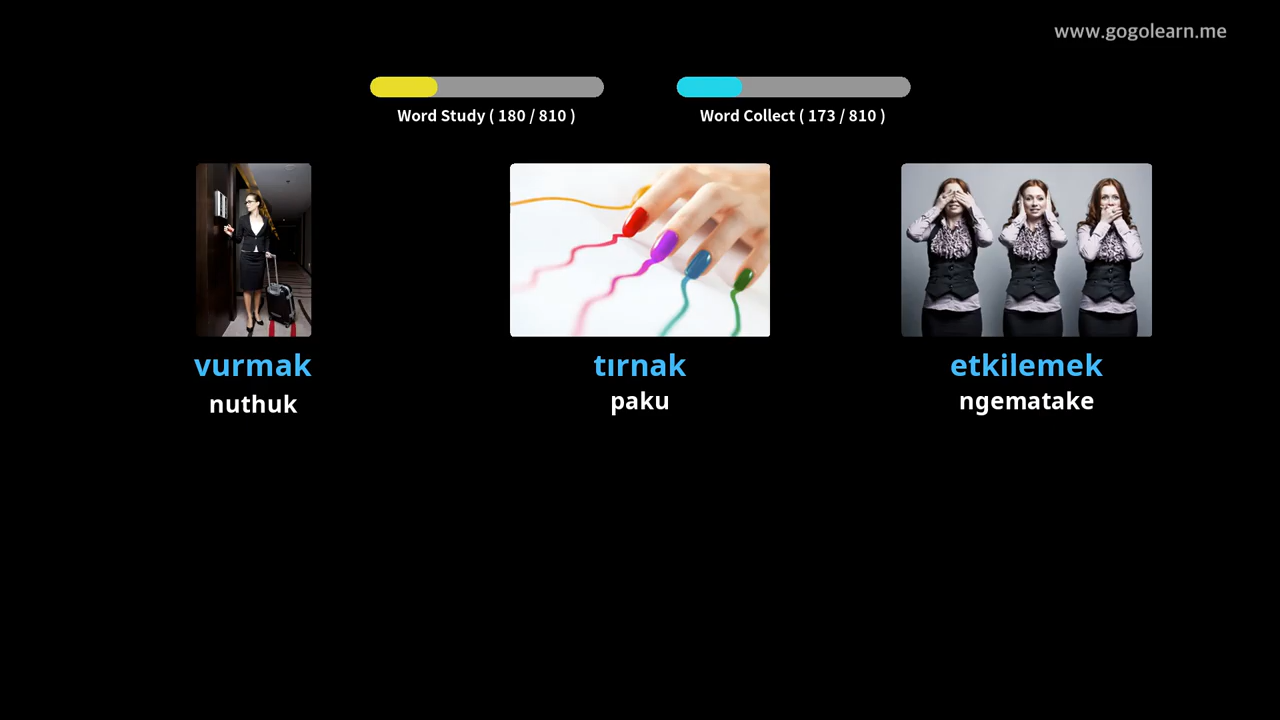 www.gogolearn.me
Word Study ( 180 / 810 )
Word Collect ( 173 / 810 )
vurmak
nuthuk
tırnak
paku
etkilemek
ngematake